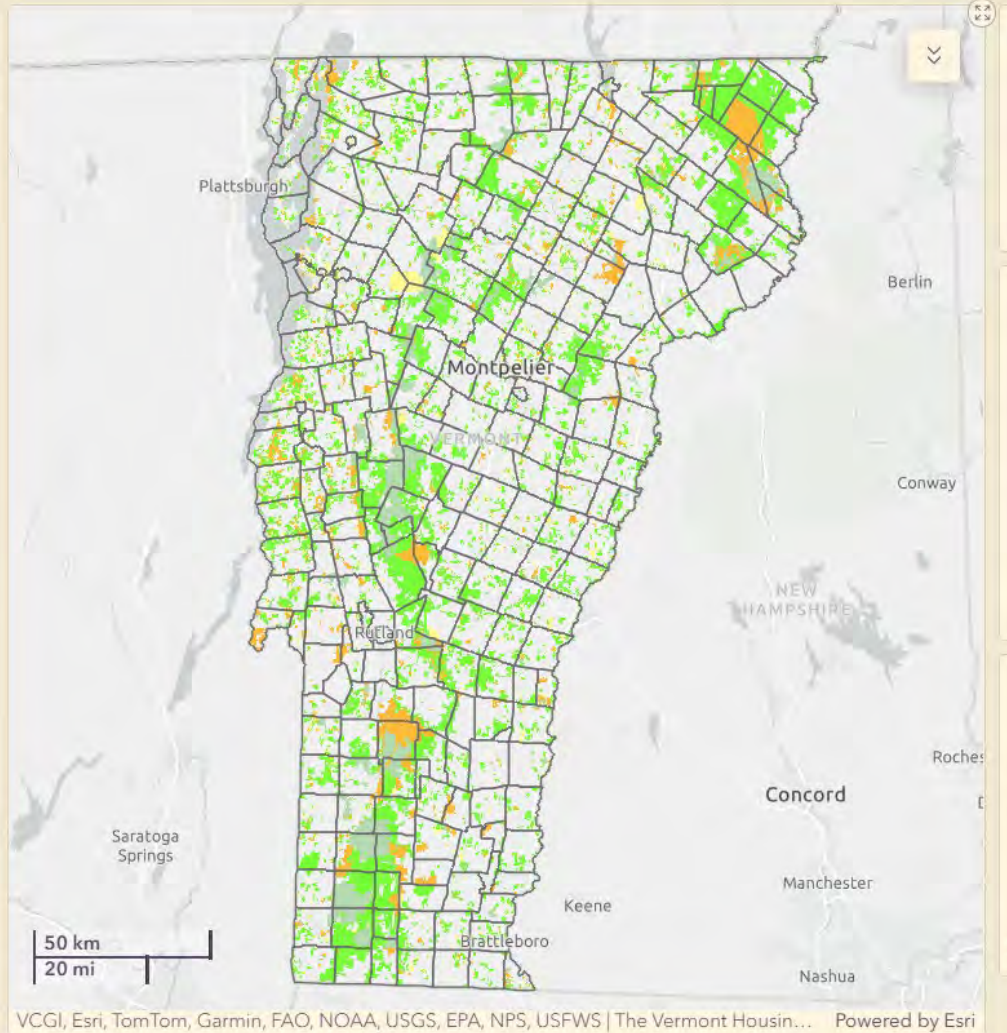 Plattsburgh
Berlin
Montpelier
VERMONT
Conway
NEW
HAMPSHIRE
Rutland
Roches
Concord
Saratoga
Springs
Manchester
Keene
50 km
Brattleboro
20 mi
Nashua
VCGI, Esri, TomTom, Garmin, FAO, NOAA, USGS, EPA, NPS, USFWS | The Vermont Housin... Powered by Esri